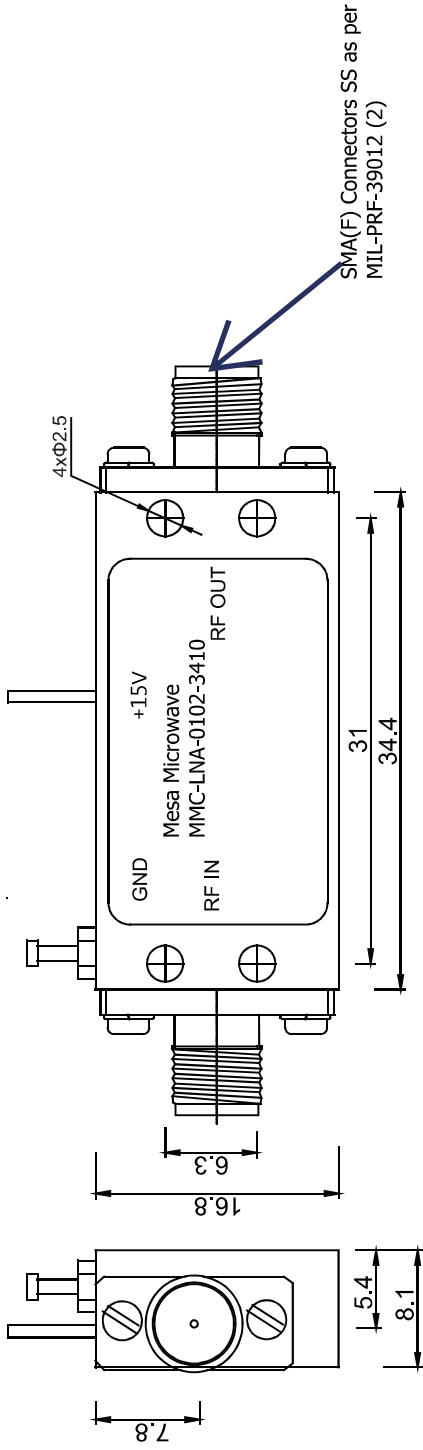 SMA(F) Connectors SS as per
MIL-PRF-39012 (2)
4xΦ2.5
GND
+15V
Mesa Microwave
MMC-LNA-0102-3410
RF IN
RF OUT
31
34.4
6.3
16.8
5.4
8.1
7.8